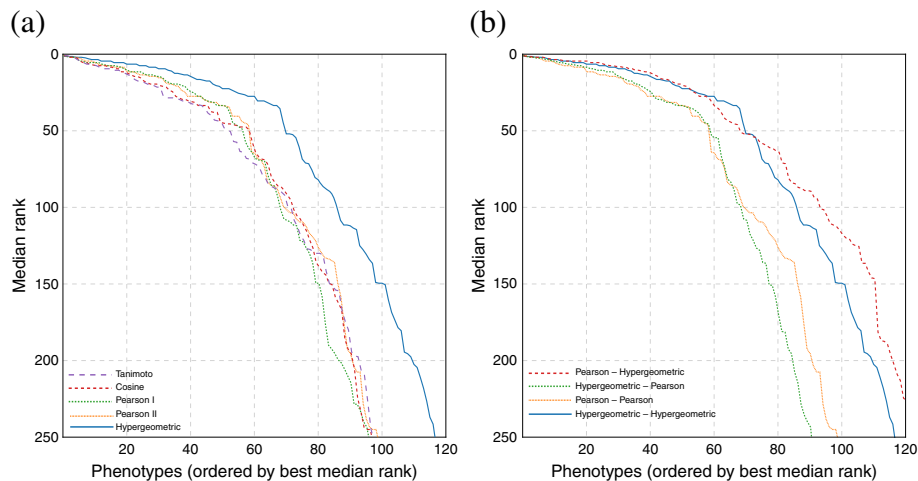 (a)
0
50
100
150
200
250
Median rank
20 40 60 80 100 120
Phenotypes (ordered by best median rank)
Tanimoto
Cosine
Pearson I
Pearson II
Hypergeometric
(b)
0
50
100
150
200
250
Median rank
20 40 60 80 100 120
Phenotypes (ordered by best median rank)
Pearson – Hypergeometric
Hypergeometric – Pearson
Pearson – Pearson
Hypergeometric – Hypergeometric